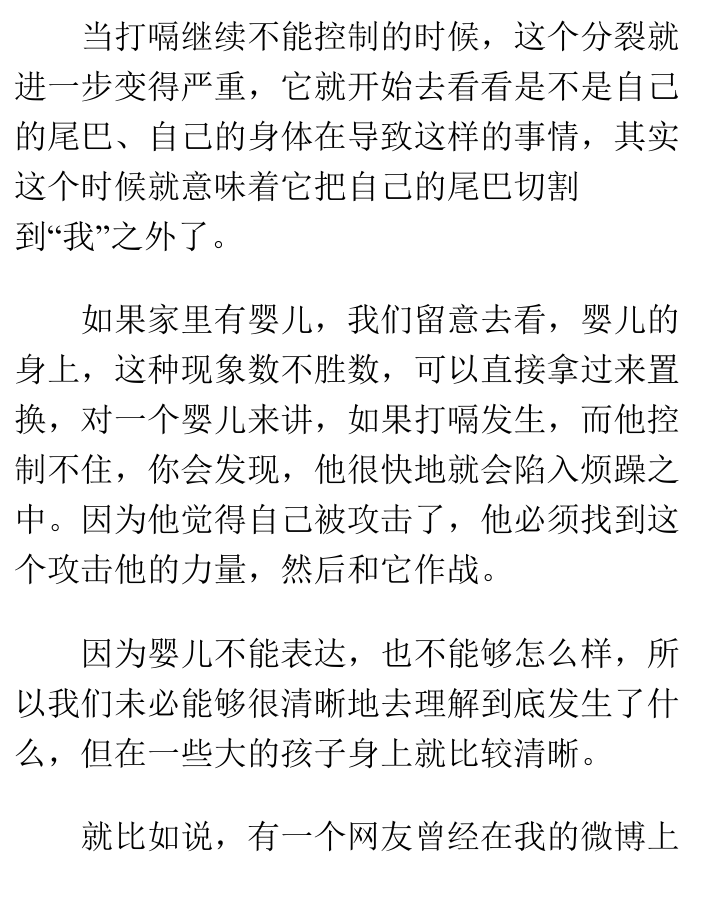 当打嗝继续不能控制的时候，这个分裂就
进一步变得严重，它就开始去看看是不是自己
的尾巴、自己的身体在导致这样的事情，其实
这个时候就意味着它把自己的尾巴切割
到“我”之外了。
如果家里有婴儿，我们留意去看，婴儿的
身上，这种现象数不胜数，可以直接拿过来置
换，对一个婴儿来讲，如果打嗝发生，而他控
制不住，你会发现，他很快地就会陷入烦躁之
中。因为他觉得自己被攻击了，他必须找到这
个攻击他的力量，然后和它作战。
因为婴儿不能表达，也不能够怎么样，所
以我们未必能够很清晰地去理解到底发生了什
么，但在一些大的孩子身上就比较清晰。
就比如说，有一个网友曾经在我的微博上